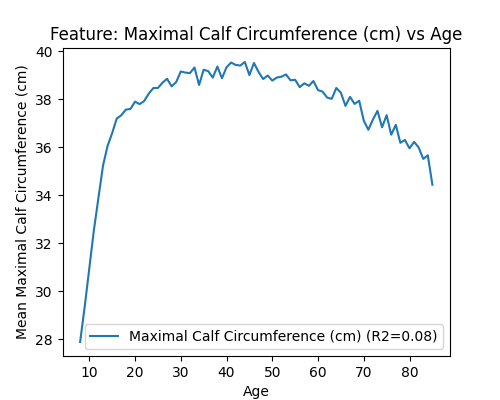 Feature: Maximal Calf Circumference (cm) vs Age
Mean Maximal Calf Circumference (cm)
40
38
36
34
32
30
28
Maximal Calf Circumference (cm) (R2=0.08)
10 20 30 40 50 60 70 80
Age